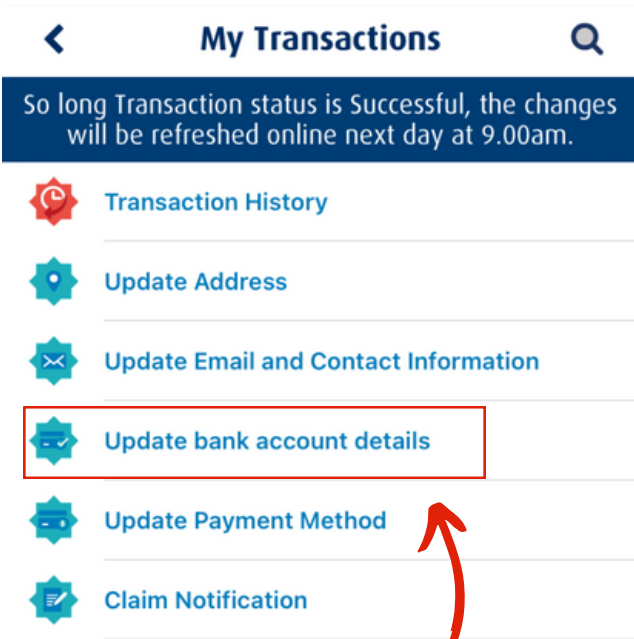 My Transactions
So long Transaction status is Successful, the changes
will be refreshed online next day at 9.00am.
Transaction History
Update Address
Update Email and Contact Information
Update bank account details
Update Payment Method
Claim Notification